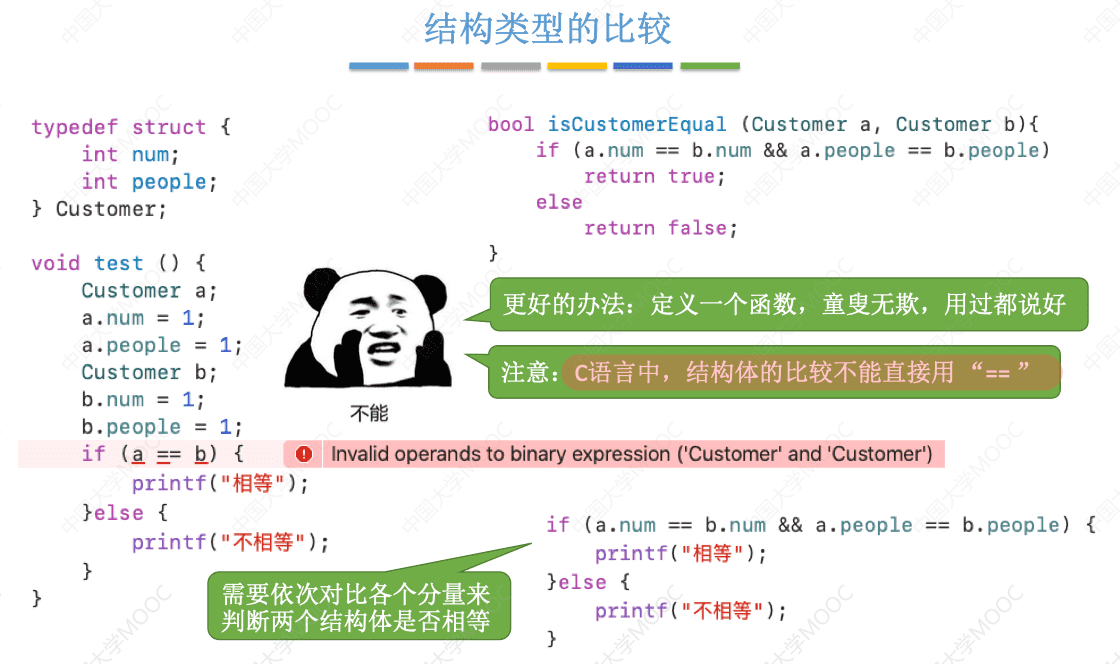 结构类型的比较
typedef struct {
    int num;
    int people;
} Customer;
void test () {
    Customer a;
    a.num = 1;
    a.people = 1;
    Customer b;
    b.num = 1;
    b.people = 1;
    if (a == b) {
Invalid operands to binary expression ('Customer' and 'Customer')
        printf("相等");
    }else {
        printf("不相等");
    }
}
需要依次对比各个分量来
判断两个结构体是否相等
不能
bool isCustomerEqual (Customer a, Customer b){
    if (a.num == b.num && a.people == b.people)
        return true;
    else
        return false;
}
更好的办法：定义一个函数，童叟无欺，用过都说好
注意：C语言中，结构体的比较不能直接用 “== ”
if (a.num == b.num && a.people == b.people) {
    printf("相等");
}else {
    printf("不相等");
}
中国大学MOOC